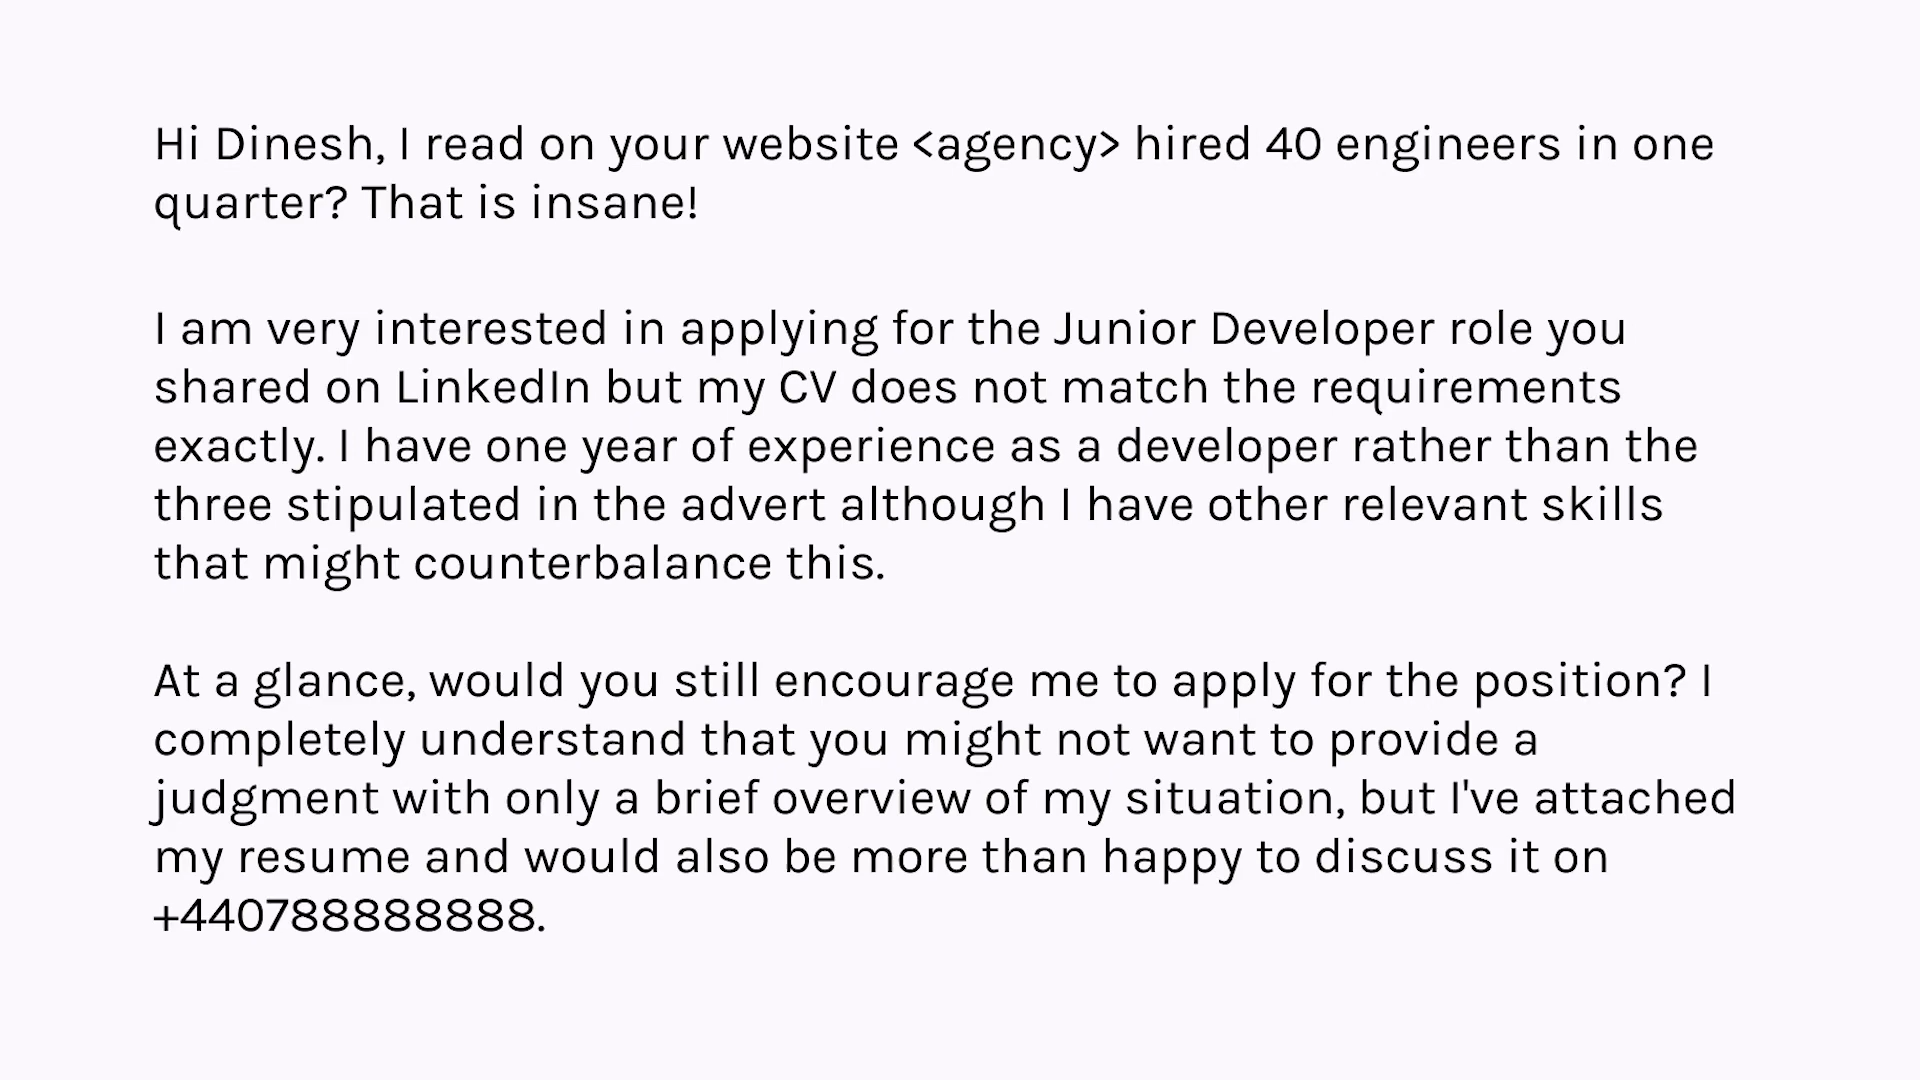 Hi Dinesh, I read on your website <agency> hired 40 engineers in one
quarter? That is insane!
I am very interested in applying for the Junior Developer role you
shared on LinkedIn but my CV does not match the requirements
exactly. I have one year of experience as a developer rather than the
three stipulated in the advert although I have other relevant skills
that might counterbalance this.
At a glance, would you still encourage me to apply for the position? I
completely understand that you might not want to provide a
judgment with only a brief overview of my situation, but I've attached
my resume and would also be more than happy to discuss it on
+440788888888.